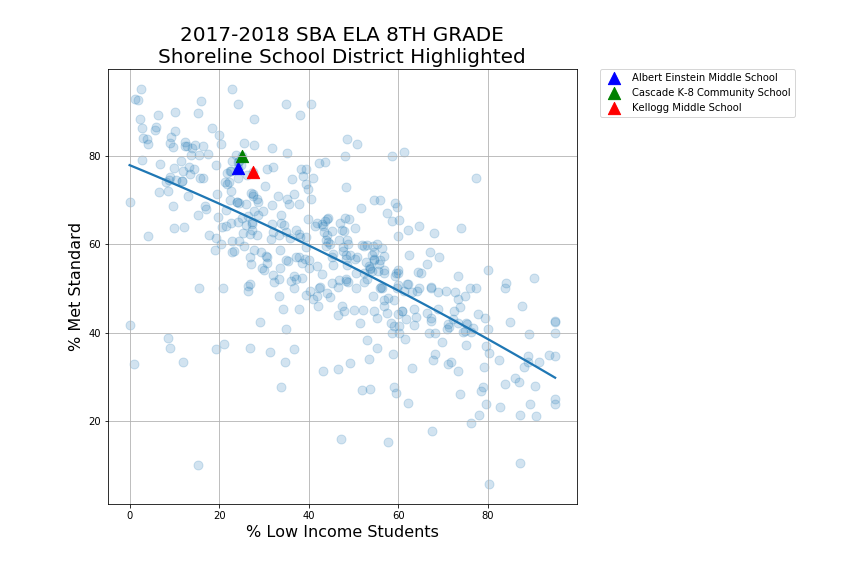 2017-2018 SBA ELA 8TH GRADE
Shoreline School District Highlighted
Albert Einstein Middle School
Cascade K-8 Community School
Kellogg Middle School
% Met Standard
80
60
40
20
0 20 40 60 80
% Low Income Students